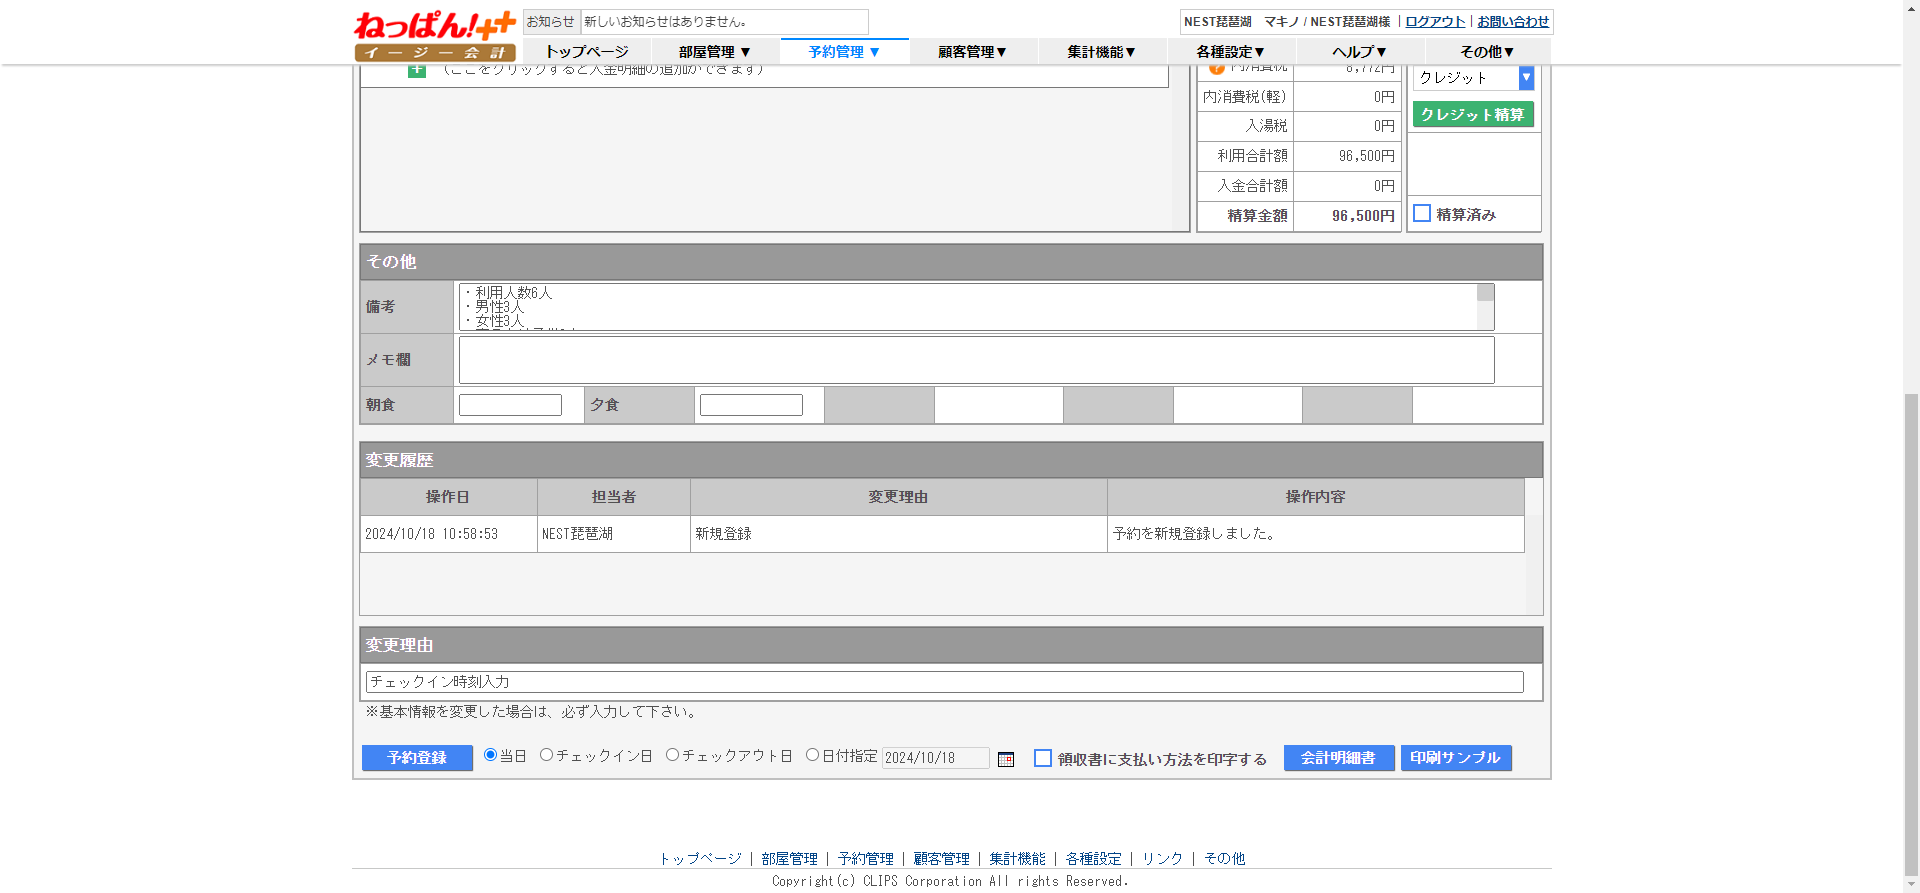 ねっぱん!++
イージー会計
お知らせ 新しいお知らせはありません。
NEST琵琶湖 マキノ / NEST琵琶湖様 | ログアウト | お問い合わせ
トップページ 部屋管理▼ 予約管理▼ 顧客管理▼ 集計機能▼ 各種設定▼ ヘルプ▼ その他▼
(ここをクリックすると入金明細の追加ができます)
内消費税 8,772円
内消費税(軽) 0円
入湯税 0円
利用合計額 96,500円
入金合計額 0円
精算金額 96,500円
クレジット ▼
クレジット精算
精算済み
その他
備考
・利用人数6人
・男性3人
・女性3人
メモ欄
朝食 夕食
変更履歴
操作日 担当者 変更理由 操作内容
2024/10/18 10:58:53 NEST琵琶湖 新規登録 予約を新規登録しました。
変更理由
チェックイン時刻入力
※基本情報を変更した場合は、必ず入力して下さい。
予約登録 当日 チェックイン日 チェックアウト日 日付指定 2024/10/18 領収書に支払い方法を印字する 会計明細書 印刷サンプル
トップページ | 部屋管理 | 予約管理 | 顧客管理 | 集計機能 | 各種設定 | リンク | その他
Copyright(c) CLIPS Corporation All rights Reserved.